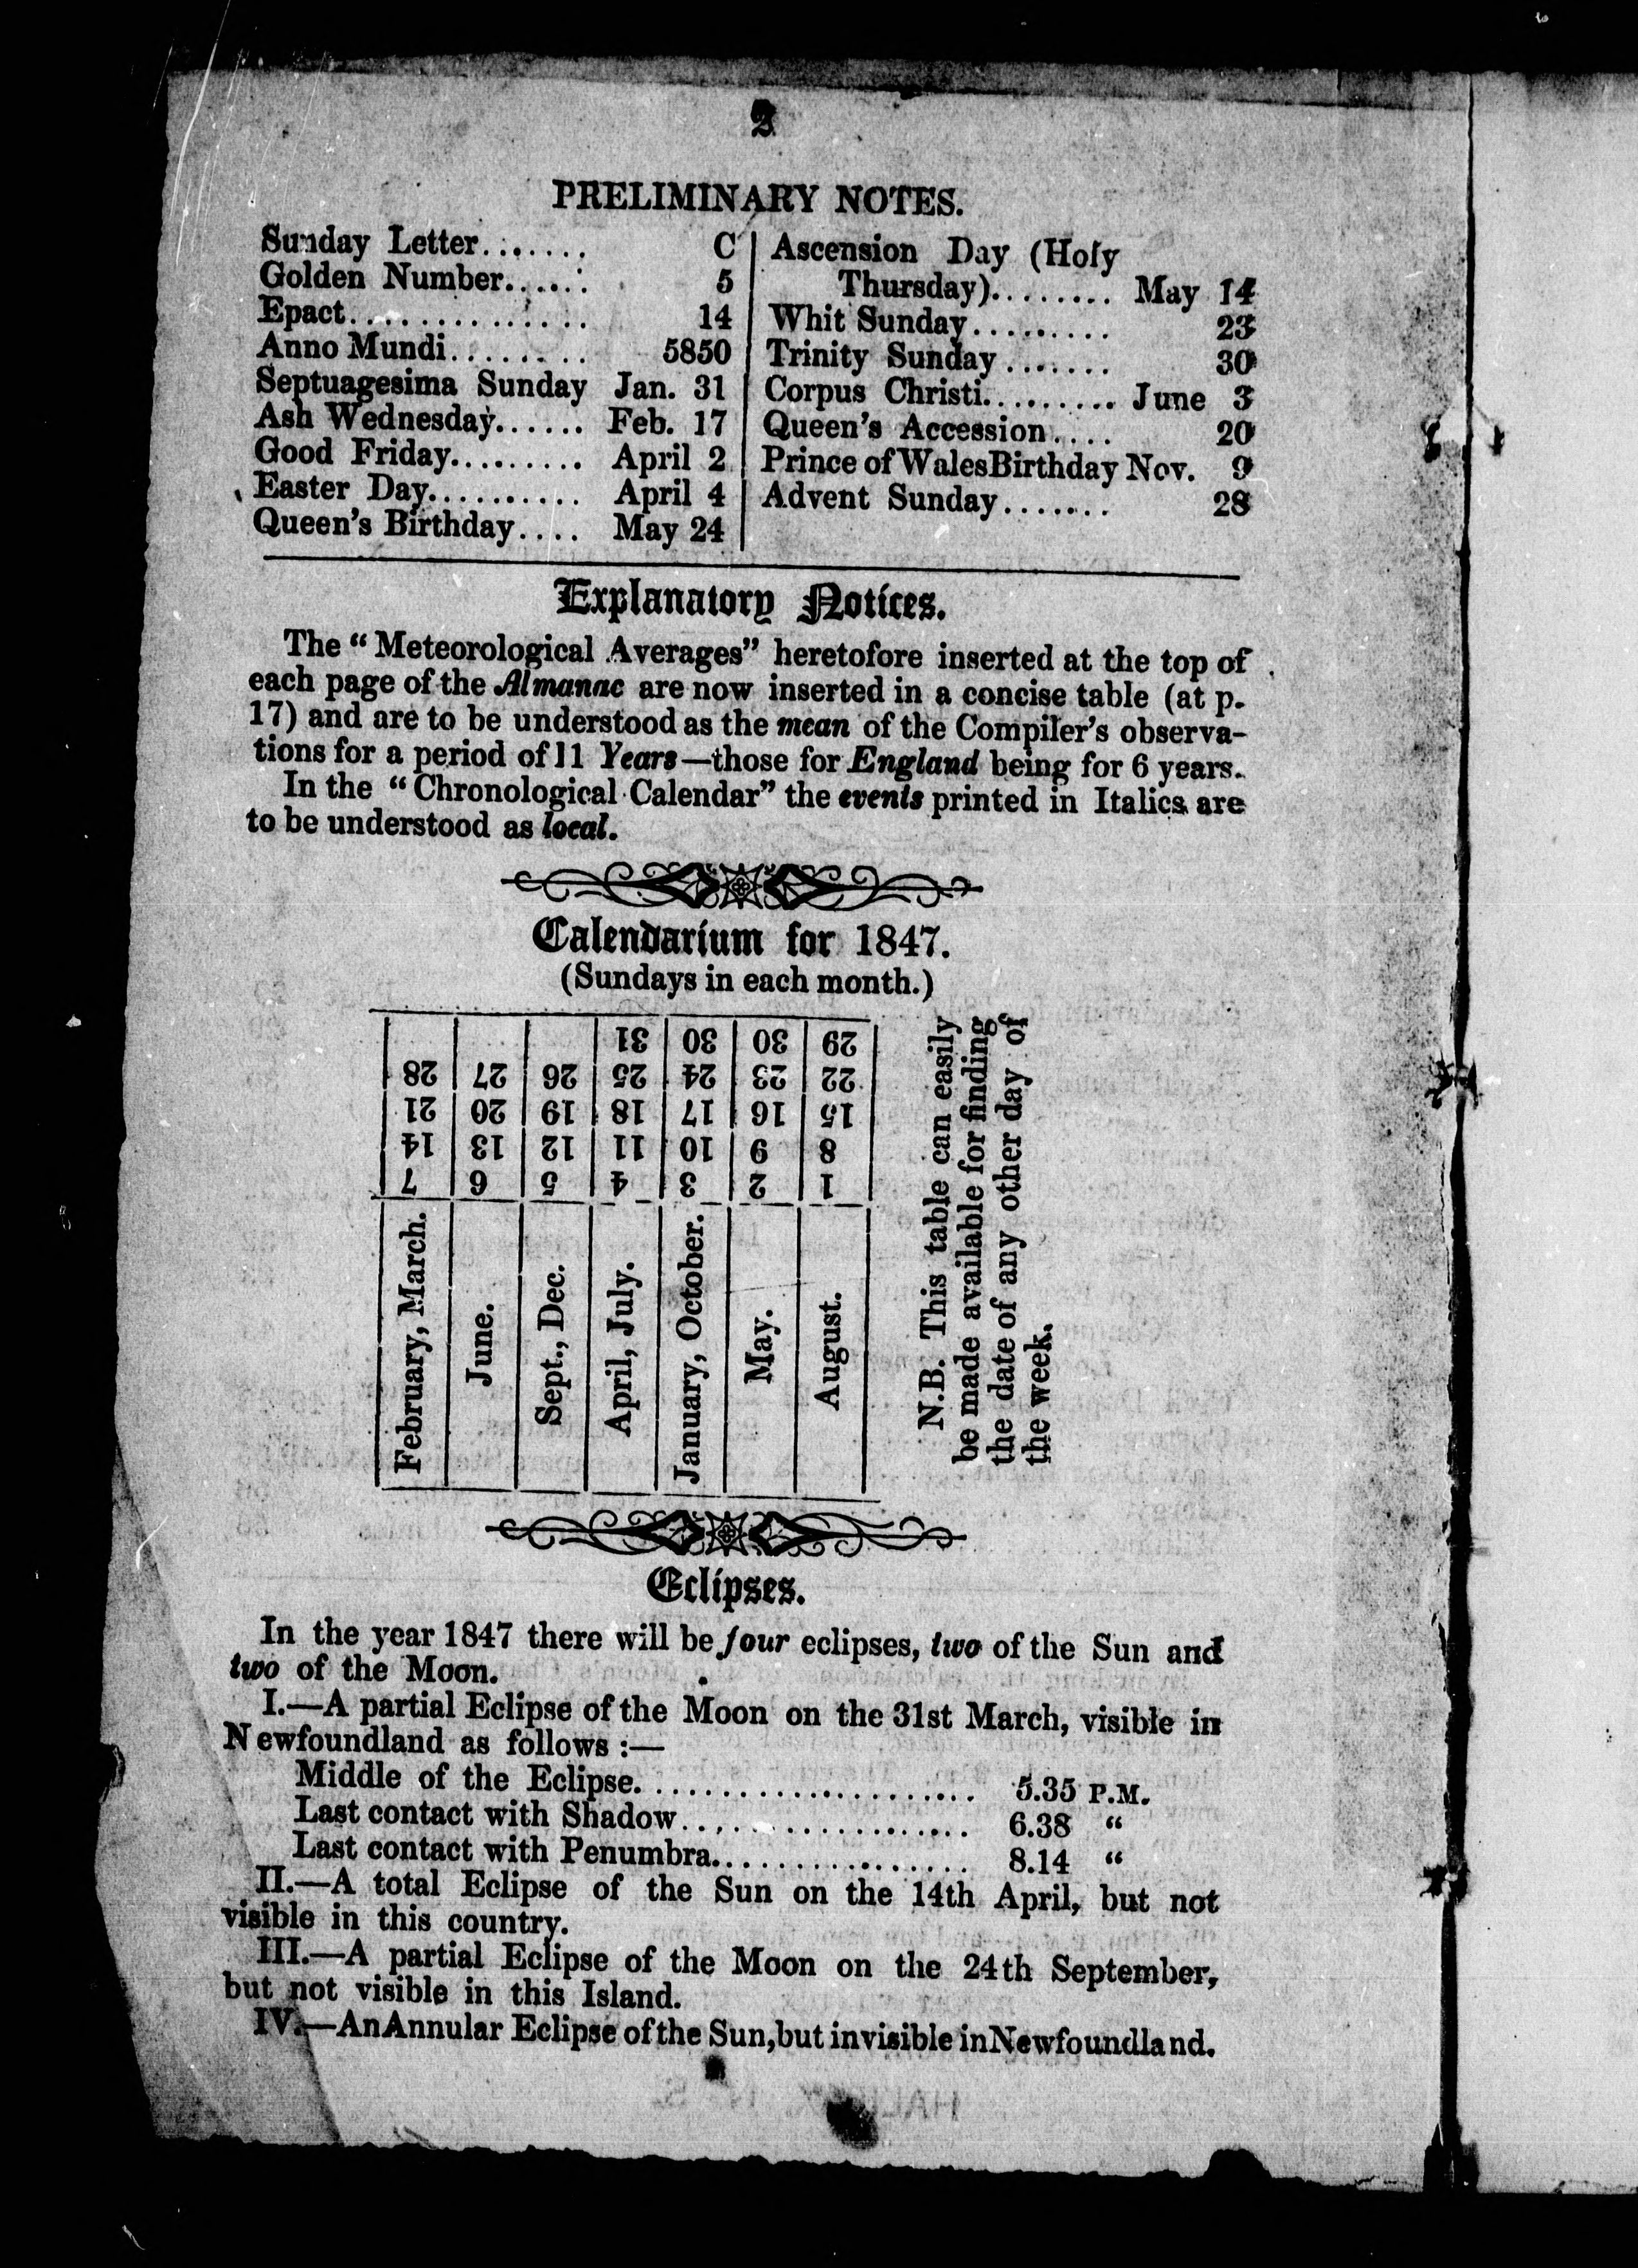 2
PRELIMINARY NOTES.
Sunday Letter........ C
Golden Number...... 5
Epact................ 14
Anno Mundi......... 5850
Septuagesima Sunday Jan. 31
Ash Wednesday...... Feb. 17
Good Friday......... April 2
Easter Day.......... April 4
Queen's Birthday.... May 24
Ascension Day (Holy
Thursday)........ May 14
Whit Sunday......... 23
Trinity Sunday....... 30
Corpus Christi......... June 3
Queen's Accession.... 20
Prince of Wales Birthday Nov. 9
Advent Sunday....... 28
Explanatory Notices.
The "Meteorological Averages" heretofore inserted at the top of
each page of the Almanac are now inserted in a concise table (at p.
17) and are to be understood as the mean of the Compiler's observa-
tions for a period of 11 Years—those for England being for 6 years.
In the "Chronological Calendar" the events printed in Italics are
to be understood as local.
Calendarium for 1847.
(Sundays in each month.)
31 30 30 29
28 27 26 25 24 23 22
21 20 19 18 17 16 15
14 13 12 11 10 9 8
7 6 5 4 3 2 1
February, March.
June.
Sept., Dec.
April, July.
January, October.
May.
August.
N.B. This table can easily
be made available for finding
the date of any other day of
the week.
Eclipses.
In the year 1847 there will be four eclipses, two of the Sun and
two of the Moon.
I.—A partial Eclipse of the Moon on the 31st March, visible in
Newfoundland as follows :—
Middle of the Eclipse...................... 5.35 P.M.
Last contact with Shadow................... 6.38 "
Last contact with Penumbra................. 8.14 "
II.—A total Eclipse of the Sun on the 14th April, but not
visible in this country.
III.—A partial Eclipse of the Moon on the 24th September,
but not visible in this Island.
IV.—An Annular Eclipse of the Sun, but invisible in Newfoundland.